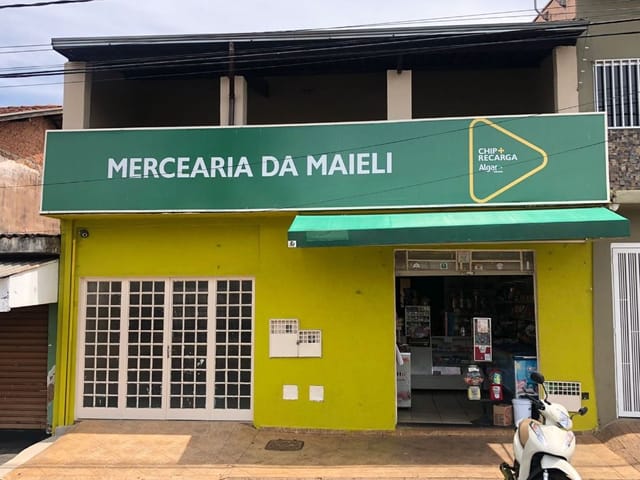 MERCEARIA DA MAIELI
CHIP+
RECARGA
Algar